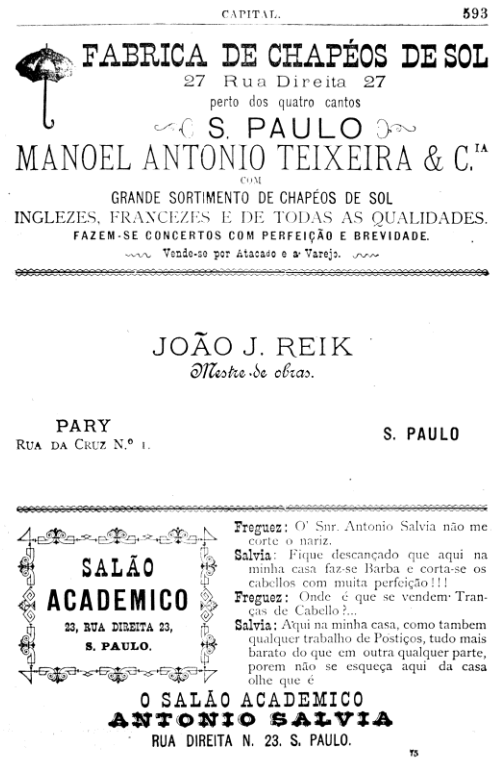 CAPITAL. 593
FABRICA DE CHAPÉOS DE SOL
27 Rua Direita 27
perto dos quatro cantos
S. PAULO
MANOEL ANTONIO TEIXEIRA & C.IA
COM
GRANDE SORTIMENTO DE CHAPÉOS DE SOL
INGLEZES, FRANCEZES E DE TODAS AS QUALIDADES.
FAZEM-SE CONCERTOS COM PERFEIÇÃO E BREVIDADE.
Vende-se por Atacado e a' Varejo.
JOÃO J. REIK
Mestre de obras.
PARY
RUA DA CRUZ N.º 1.
S. PAULO
SALÃO
ACADEMICO
23, RUA DIREITA 23,
S. PAULO.
Freguez: O' Snr. Antonio Salvia não me
corte o nariz.
Salvia: Fique descançado que aqui na
minha casa faz-se Barba e corta-se os
cabellos com muita perfeição!!!
Freguez: Onde é que se vendem Tran-
ças de Cabello?...
Salvia: Aqui na minha casa, como tambem
qualquer trabalho de Postiços, tudo mais
barato do que em outra qualquer parte,
porem não se esqueça aqui da casa
olhe que é
O SALÃO ACADEMICO
ANTONIO SALVIA
RUA DIREITA N. 23. S. PAULO.
75